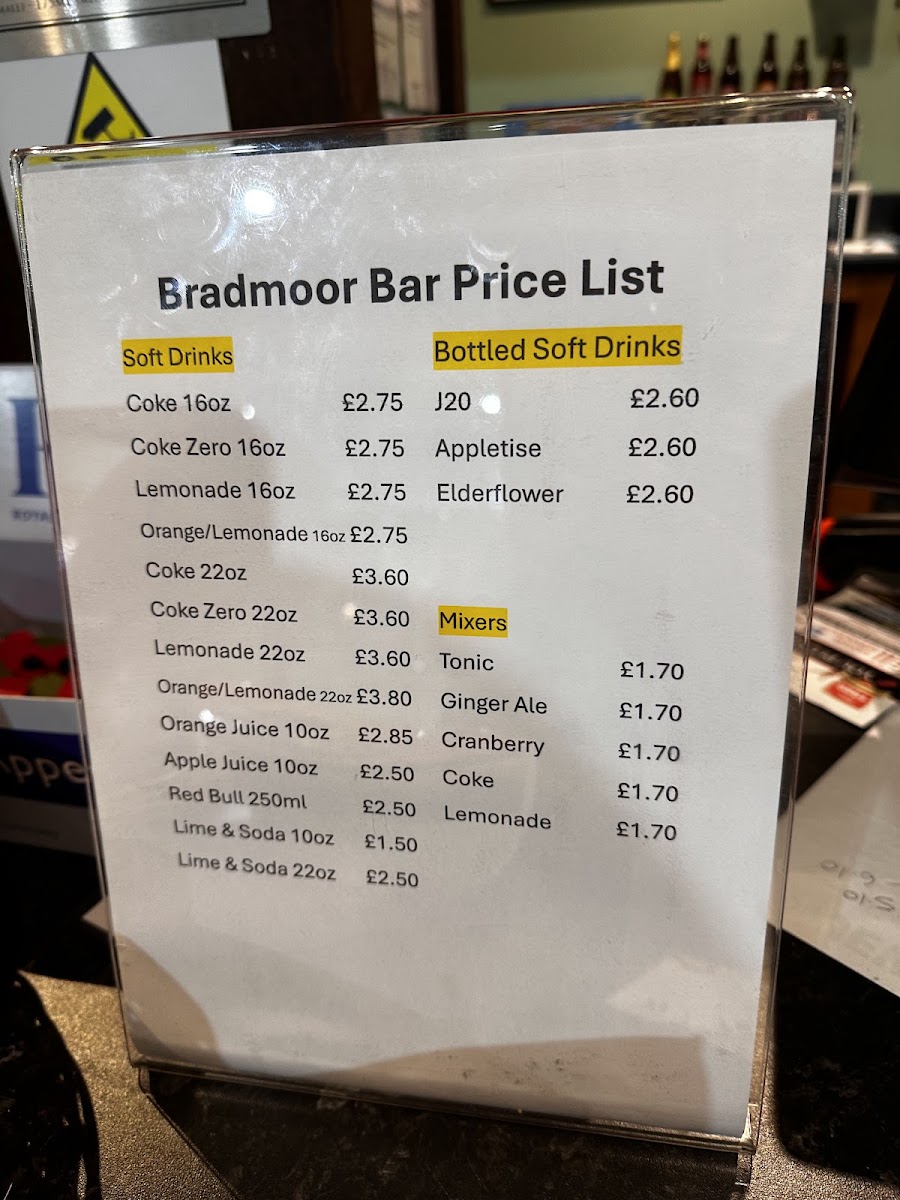 Bradmoor Bar Price List
Soft Drinks
Coke 16oz £2.75
Coke Zero 16oz £2.75
Lemonade 16oz £2.75
Orange/Lemonade 16oz £2.75
Coke 22oz £3.60
Coke Zero 22oz £3.60
Lemonade 22oz £3.60
Orange/Lemonade 22oz £3.80
Orange Juice 10oz £2.85
Apple Juice 10oz £2.50
Red Bull 250ml £2.50
Lime & Soda 10oz £1.50
Lime & Soda 22oz £2.50
Bottled Soft Drinks
J20 £2.60
Appletise £2.60
Elderflower £2.60
Mixers
Tonic £1.70
Ginger Ale £1.70
Cranberry £1.70
Coke £1.70
Lemonade £1.70